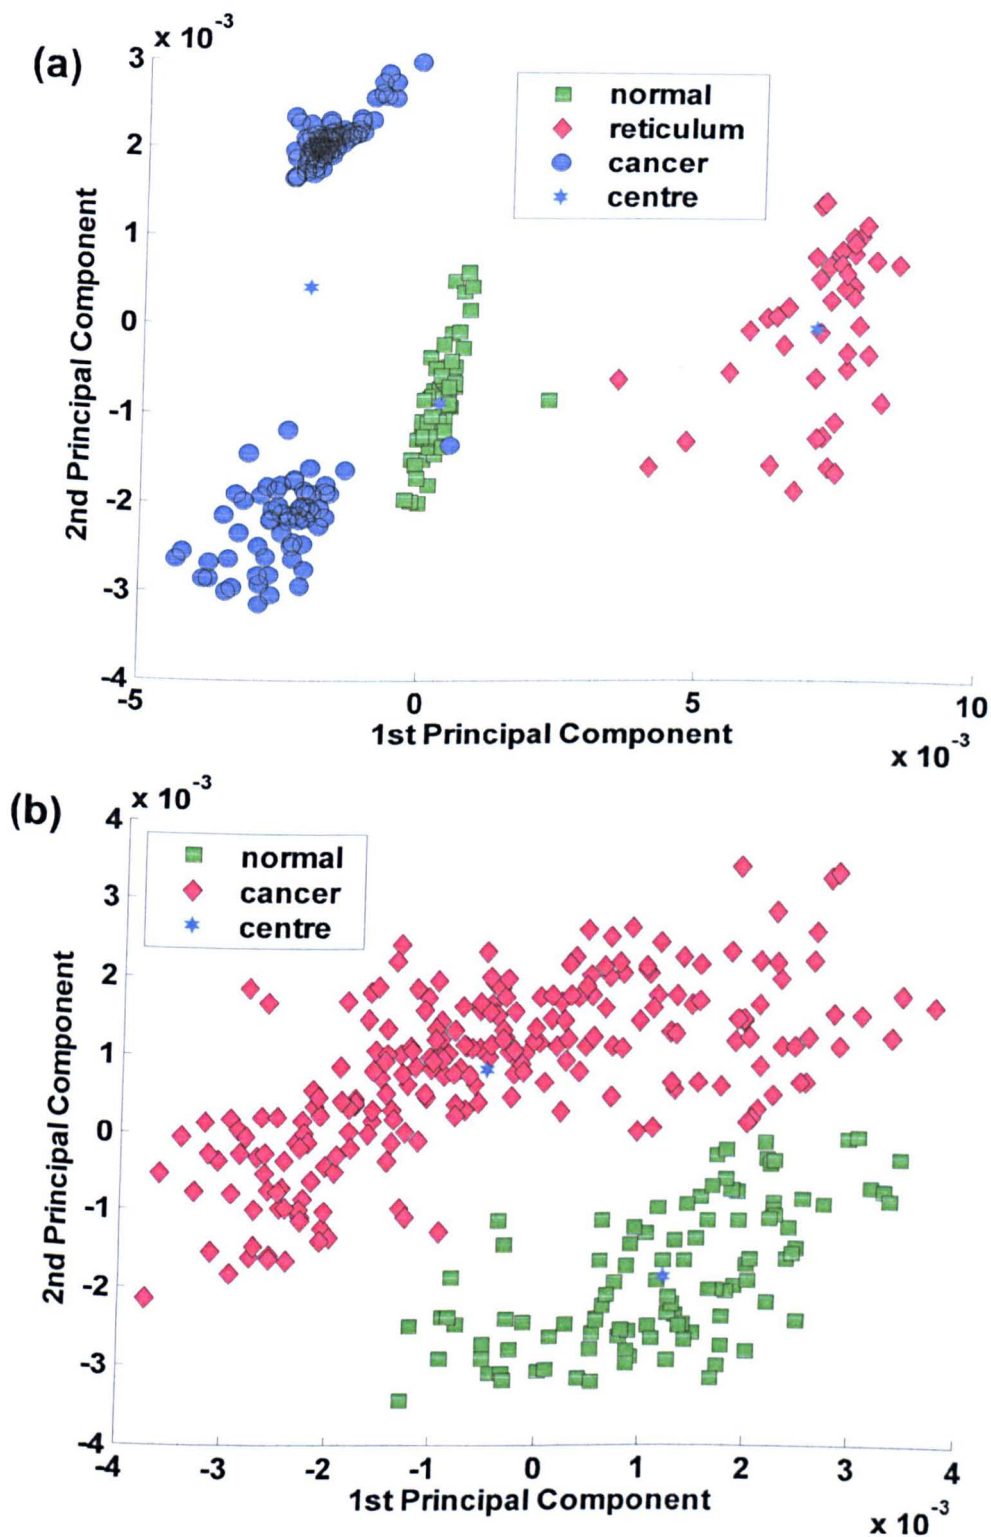 (a)
x 10-3
3
2
1
0
-1
-2
-3
-4
2nd Principal Component
normal
reticulum
cancer
centre
-5
0
5
10
1st Principal Component
x 10-3
(b)
x 10-3
4
3
2
1
0
-1
-2
-3
-4
2nd Principal Component
normal
cancer
centre
-4
-3
-2
-1
0
1
2
3
4
1st Principal Component
x 10-3